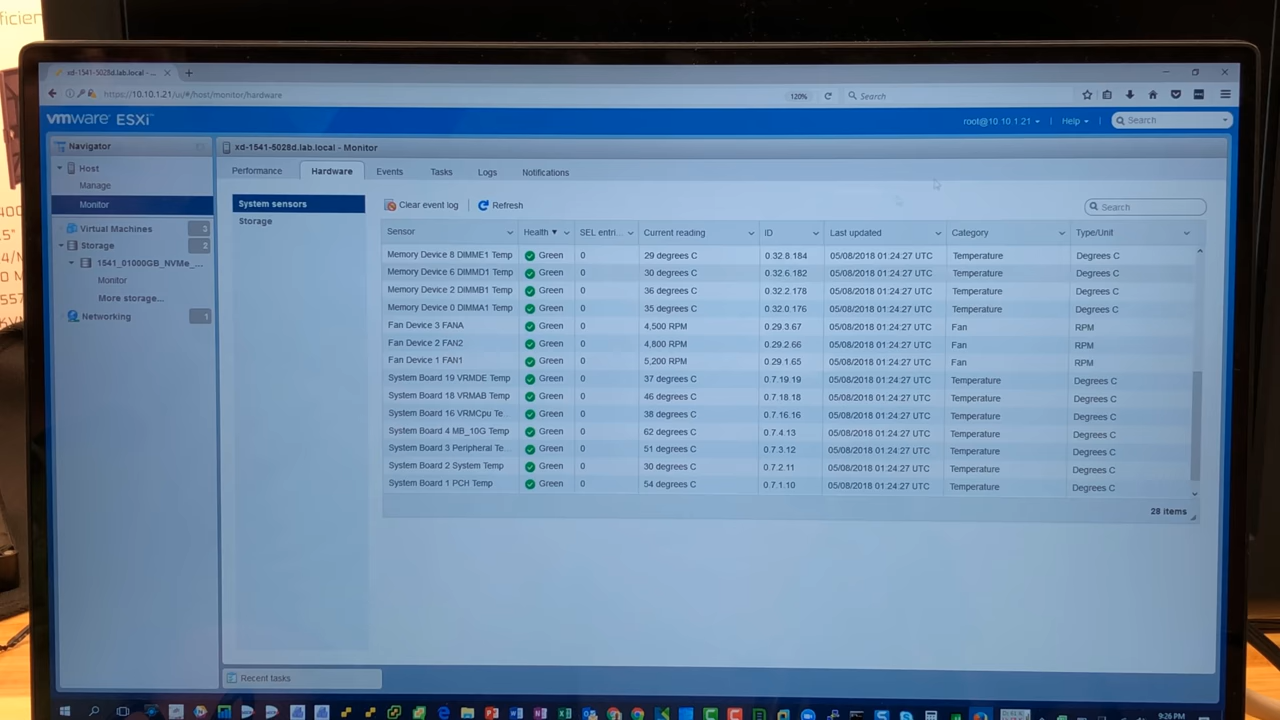 ficien
xd-1541-5028d.lab.local - ...
https://10.10.1.21/ui/#/host/monitor/hardware
120%
Search
vmware ESXi
root@10.10.1.21
Help
Search
Navigator
xd-1541-5028d.lab.local - Monitor
Host
Manage
Monitor
Virtual Machines 3
Storage 2
1541_01000GB_NVMe_...
Monitor
More storage...
Networking 1
Performance Hardware Events Tasks Logs Notifications
System sensors
Storage
Clear event log Refresh
Search
Sensor Health SEL entri... Current reading ID Last updated Category Type/Unit
Memory Device 8 DIMME1 Temp Green 0 29 degrees C 0.32.8.184 05/08/2018 01:24:27 UTC Temperature Degrees C
Memory Device 6 DIMMD1 Temp Green 0 30 degrees C 0.32.6.182 05/08/2018 01:24:27 UTC Temperature Degrees C
Memory Device 2 DIMMB1 Temp Green 0 36 degrees C 0.32.2.178 05/08/2018 01:24:27 UTC Temperature Degrees C
Memory Device 0 DIMMA1 Temp Green 0 35 degrees C 0.32.0.176 05/08/2018 01:24:27 UTC Temperature Degrees C
Fan Device 3 FANA Green 0 4,500 RPM 0.29.3.67 05/08/2018 01:24:27 UTC Fan RPM
Fan Device 2 FAN2 Green 0 4,800 RPM 0.29.2.66 05/08/2018 01:24:27 UTC Fan RPM
Fan Device 1 FAN1 Green 0 5,200 RPM 0.29.1.65 05/08/2018 01:24:27 UTC Fan RPM
System Board 19 VRMDE Temp Green 0 37 degrees C 0.7.19.19 05/08/2018 01:24:27 UTC Temperature Degrees C
System Board 18 VRMAB Temp Green 0 46 degrees C 0.7.18.18 05/08/2018 01:24:27 UTC Temperature Degrees C
System Board 16 VRMCpu Te... Green 0 38 degrees C 0.7.16.16 05/08/2018 01:24:27 UTC Temperature Degrees C
System Board 4 MB_10G Temp Green 0 62 degrees C 0.7.4.13 05/08/2018 01:24:27 UTC Temperature Degrees C
System Board 3 Peripheral Te... Green 0 51 degrees C 0.7.3.12 05/08/2018 01:24:27 UTC Temperature Degrees C
System Board 2 System Temp Green 0 30 degrees C 0.7.2.11 05/08/2018 01:24:27 UTC Temperature Degrees C
System Board 1 PCH Temp Green 0 54 degrees C 0.7.1.10 05/08/2018 01:24:27 UTC Temperature Degrees C
28 items
Recent tasks
9:26 PM